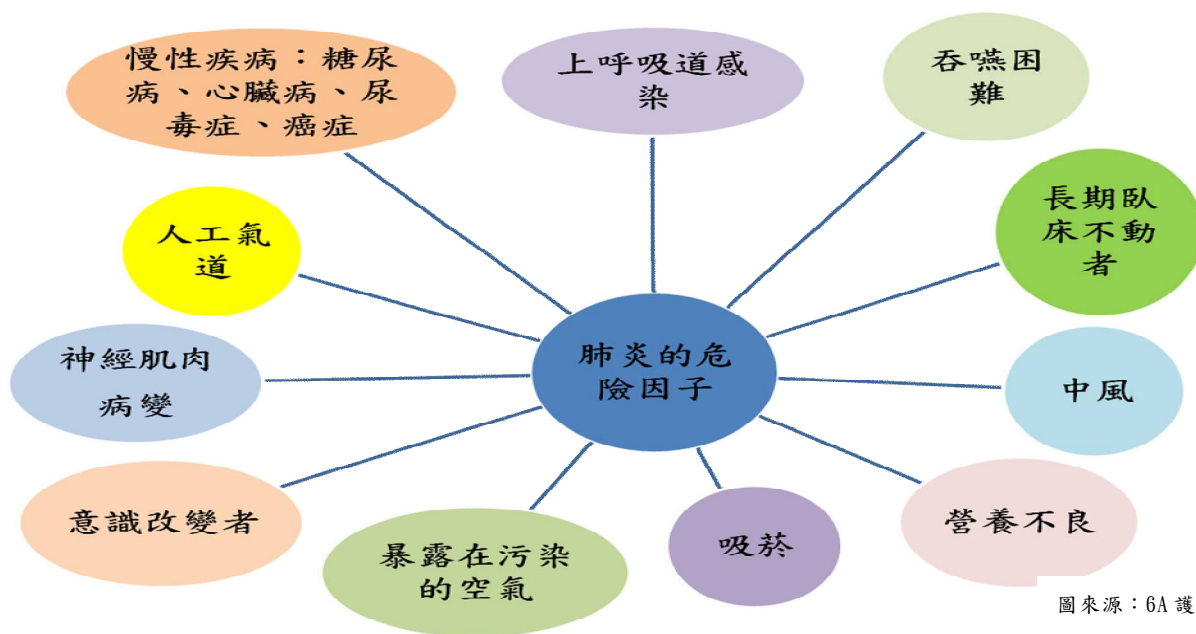 慢性疾病：糖尿
病、心臟病、尿
毒症、癌症
上呼吸道感
染
吞嚥困
難
人工氣
道
長期臥
床不動
者
肺炎的危
險因子
神經肌肉
病變
中風
意識改變者
暴露在污染
的空氣
吸菸
營養不良
圖來源：6A 護